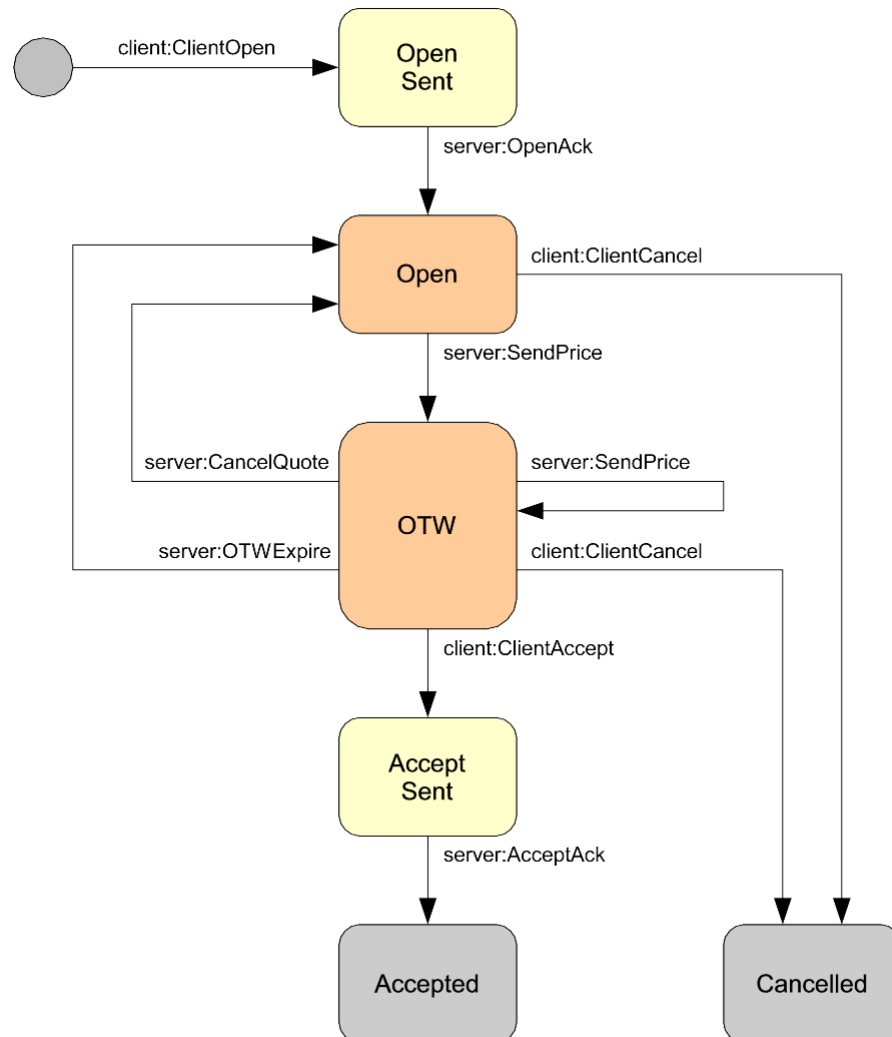 client:ClientOpen
Open
Sent
server:OpenAck
Open
client:ClientCancel
server:SendPrice
server:CancelQuote
server:SendPrice
OTW
server:OTWExpire
client:ClientCancel
client:ClientAccept
Accept
Sent
server:AcceptAck
Accepted
Cancelled